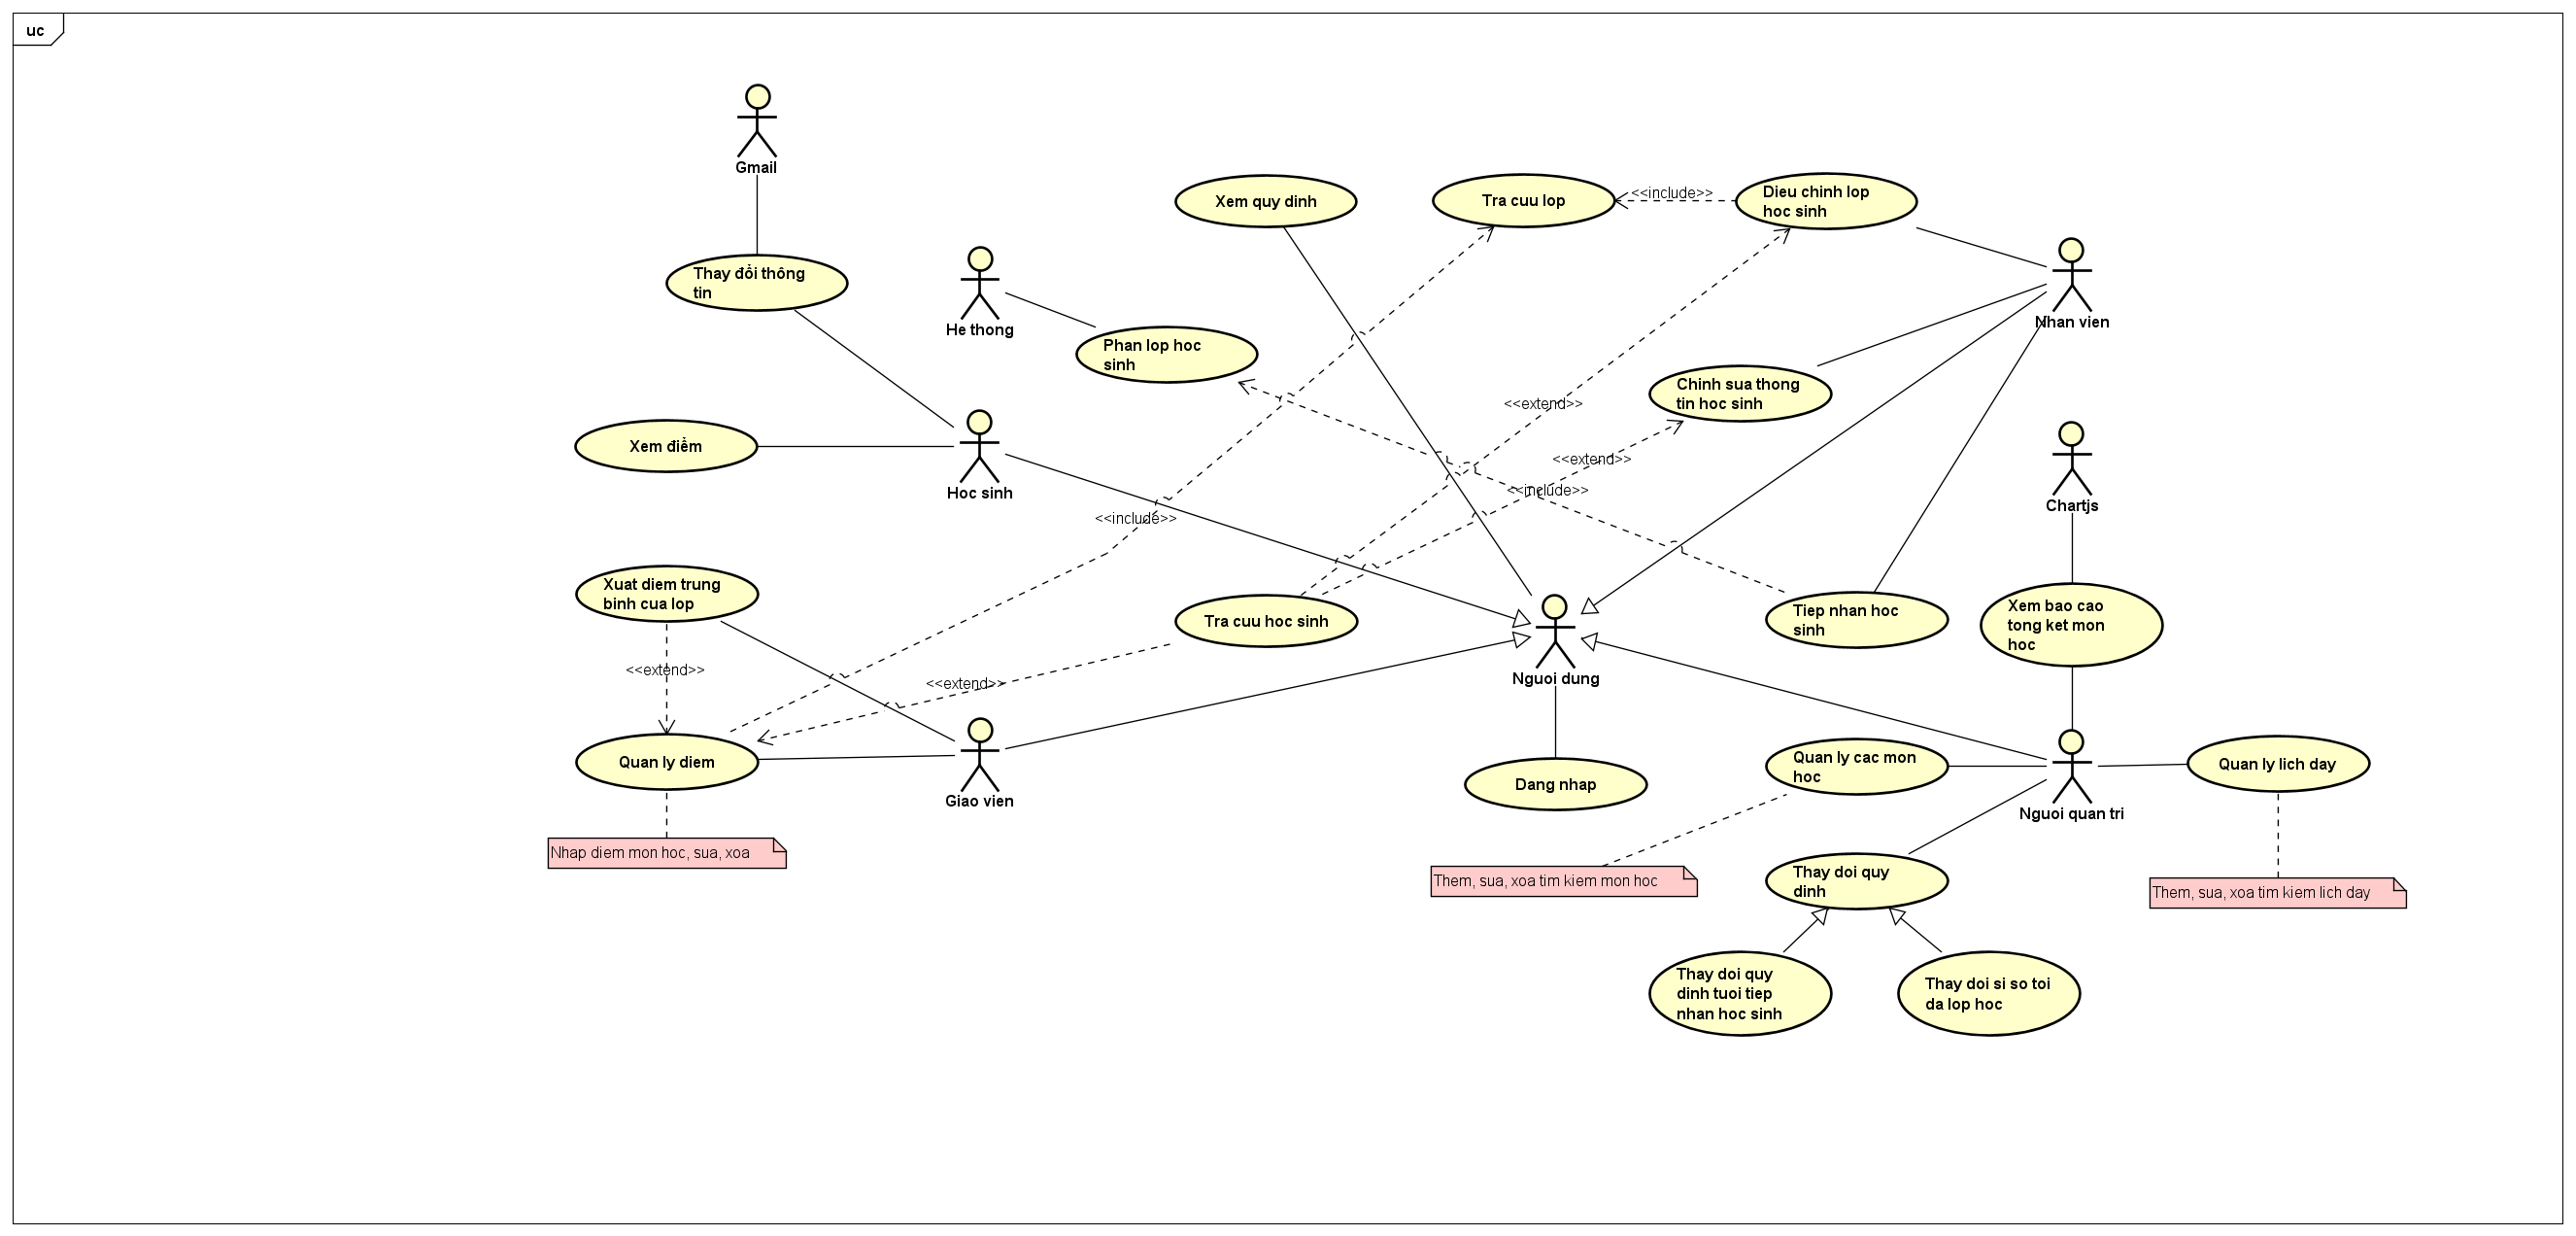 uc
Gmail
Xem quy dinh
Tra cuu lop
<<include>>
Dieu chinh lop
hoc sinh
Thay đổi thông
tin
He thong
Nhan vien
Phan lop hoc
sinh
Chinh sua thong
tin hoc sinh
<<extend>>
Xem điểm
<<extend>>
Hoc sinh
<<include>>
Chartjs
<<include>>
Xuat diem trung
binh cua lop
Tra cuu hoc sinh
Tiep nhan hoc
sinh
Xem bao cao
tong ket mon
hoc
<<extend>>
<<extend>>
Nguoi dung
Quan ly diem
Giao vien
Dang nhap
Quan ly cac mon
hoc
Nguoi quan tri
Quan ly lich day
Nhap diem mon hoc, sua, xoa
Them, sua, xoa tim kiem mon hoc
Thay doi quy
dinh
Them, sua, xoa tim kiem lich day
Thay doi quy
dinh tuoi tiep
nhan hoc sinh
Thay doi si so toi
da lop hoc